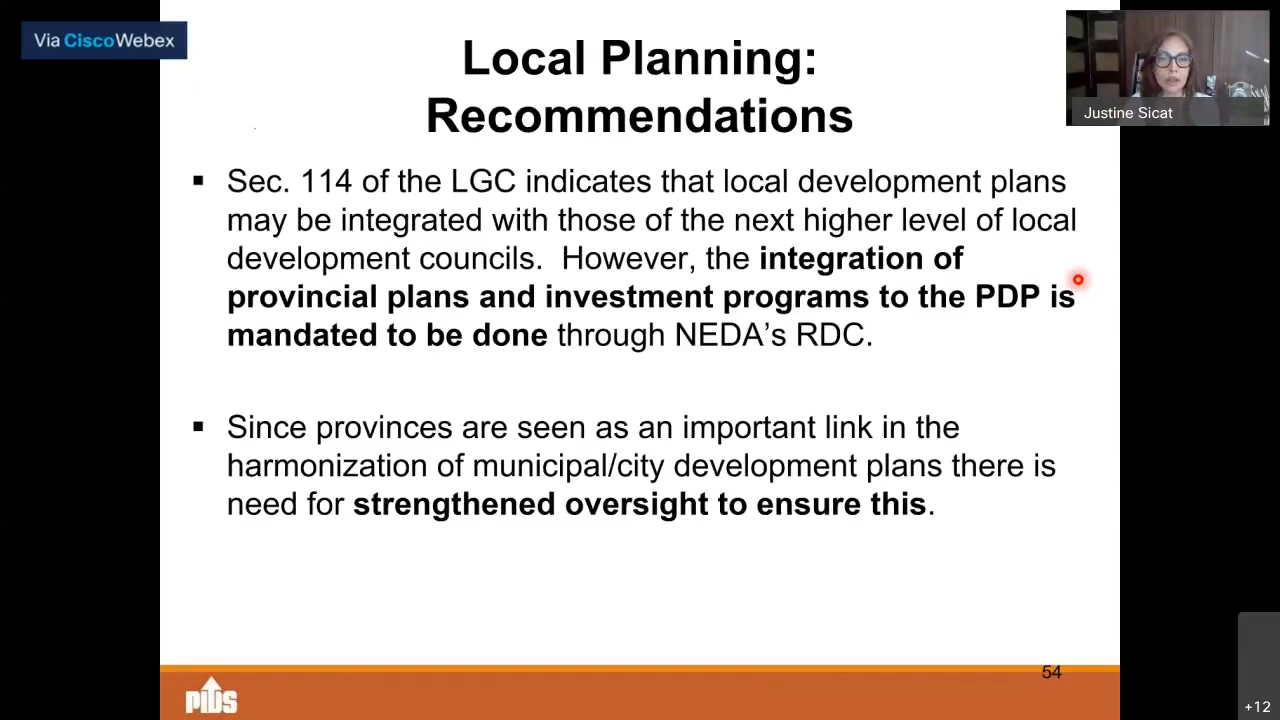 Via CiscoWebex
Local Planning:
Recommendations
Justine Sicat
▪ Sec. 114 of the LGC indicates that local development plans
may be integrated with those of the next higher level of local
development councils. However, the integration of
provincial plans and investment programs to the PDP is
mandated to be done through NEDA’s RDC.
▪ Since provinces are seen as an important link in the
harmonization of municipal/city development plans there is
need for strengthened oversight to ensure this.
54
PIDS
+12